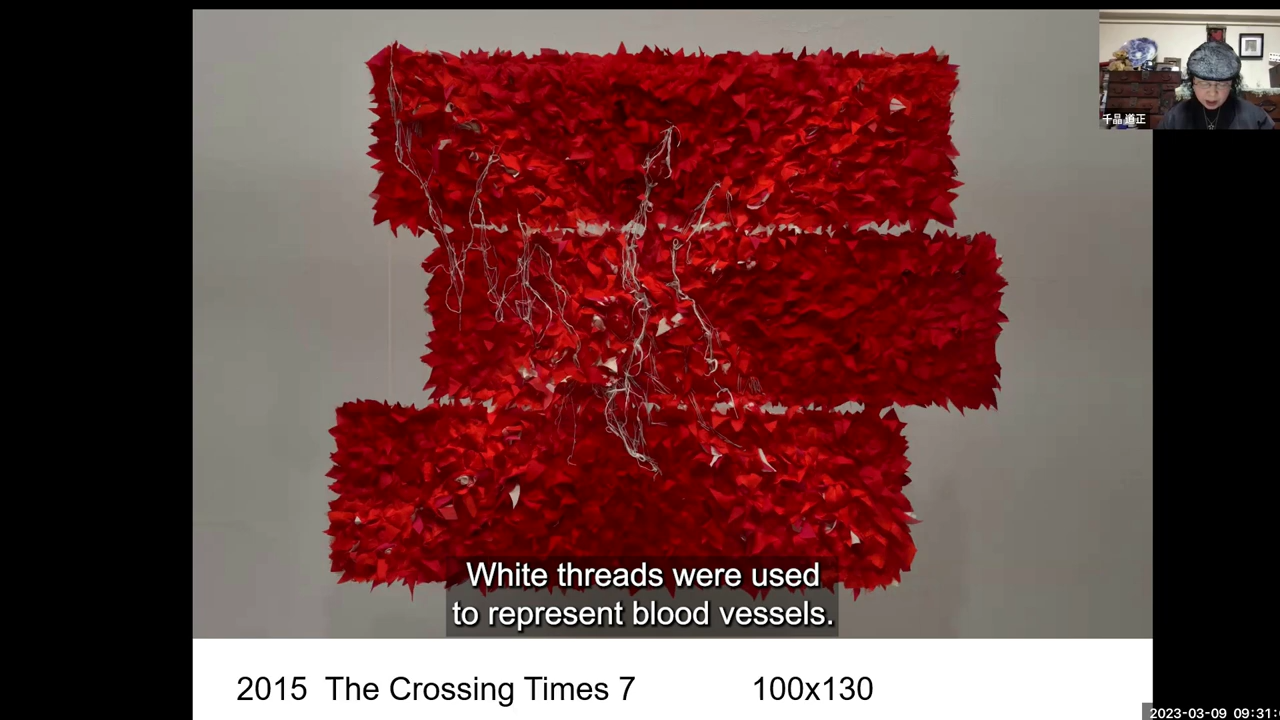 千晶 道正
White threads were used
to represent blood vessels.
2015 The Crossing Times 7 100x130
2023-03-09 09:31: